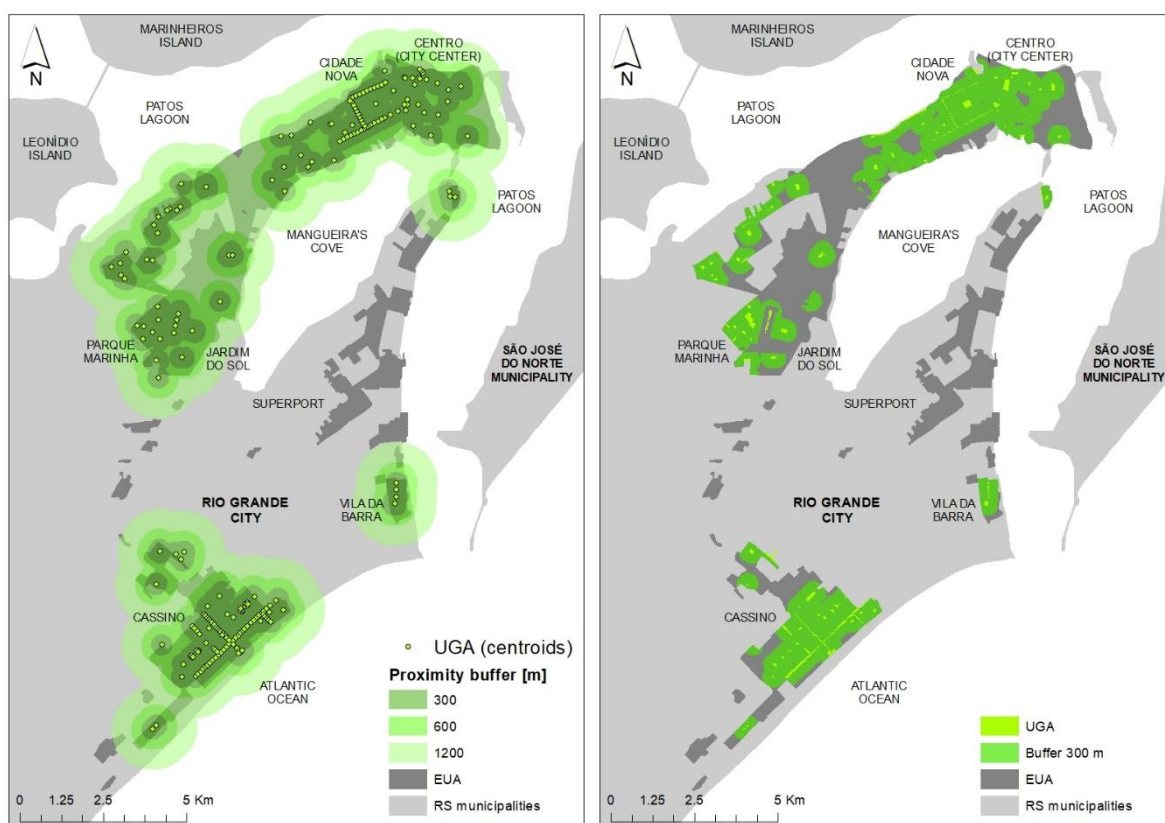 MARINHEIROS
ISLAND
CENTRO
(CITY CENTER)
CIDADE
NOVA
N
PATOS
LAGOON
LEONÍDIO
ISLAND
PATOS
LAGOON
MANGUEIRA'S
COVE
PARQUE
MARINHA
JARDIM
DO SOL
SÃO JOSÉ
DO NORTE
MUNICIPALITY
SUPERPORT
RIO GRANDE
CITY
VILA DA
BARRA
CASSINO
ATLANTIC
OCEAN
UGA (centroids)
Proximity buffer [m]
300
600
1200
EUA
RS municipalities
0 1.25 2.5 5 Km
MARINHEIROS
ISLAND
CENTRO
(CITY CENTER)
CIDADE
NOVA
N
PATOS
LAGOON
LEONÍDIO
ISLAND
PATOS
LAGOON
MANGUEIRA'S
COVE
PARQUE
MARINHA
JARDIM
DO SOL
SÃO JOSÉ
DO NORTE
MUNICIPALITY
SUPERPORT
RIO GRANDE
CITY
VILA DA
BARRA
CASSINO
ATLANTIC
OCEAN
UGA
Buffer 300 m
EUA
RS municipalities
0 1.25 2.5 5 Km